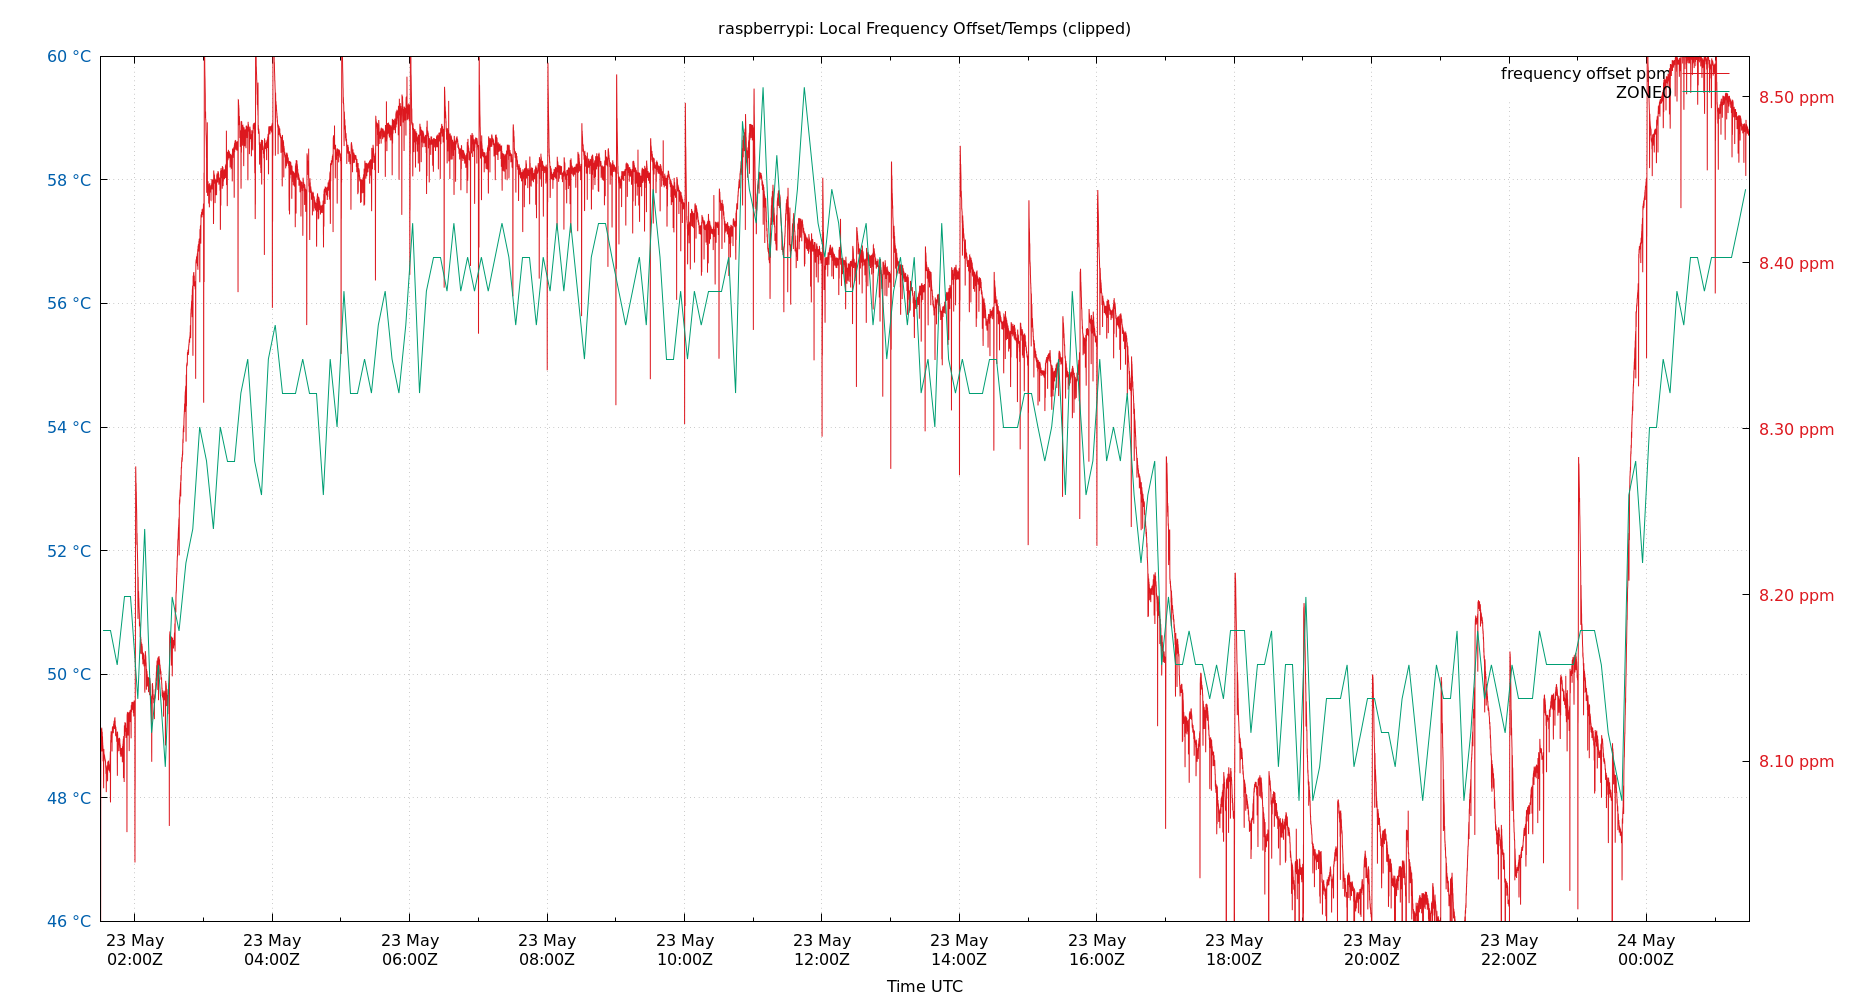 raspberrypi: Local Frequency Offset/Temps (clipped)
60 °C
58 °C
56 °C
54 °C
52 °C
50 °C
48 °C
46 °C
frequency offset ppm
ZONE0
8.50 ppm
8.40 ppm
8.30 ppm
8.20 ppm
8.10 ppm
23 May 23 May 23 May 23 May 23 May 23 May 23 May 23 May 23 May 23 May 23 May 24 May
02:00Z 04:00Z 06:00Z 08:00Z 10:00Z 12:00Z 14:00Z 16:00Z 18:00Z 20:00Z 22:00Z 00:00Z
Time UTC